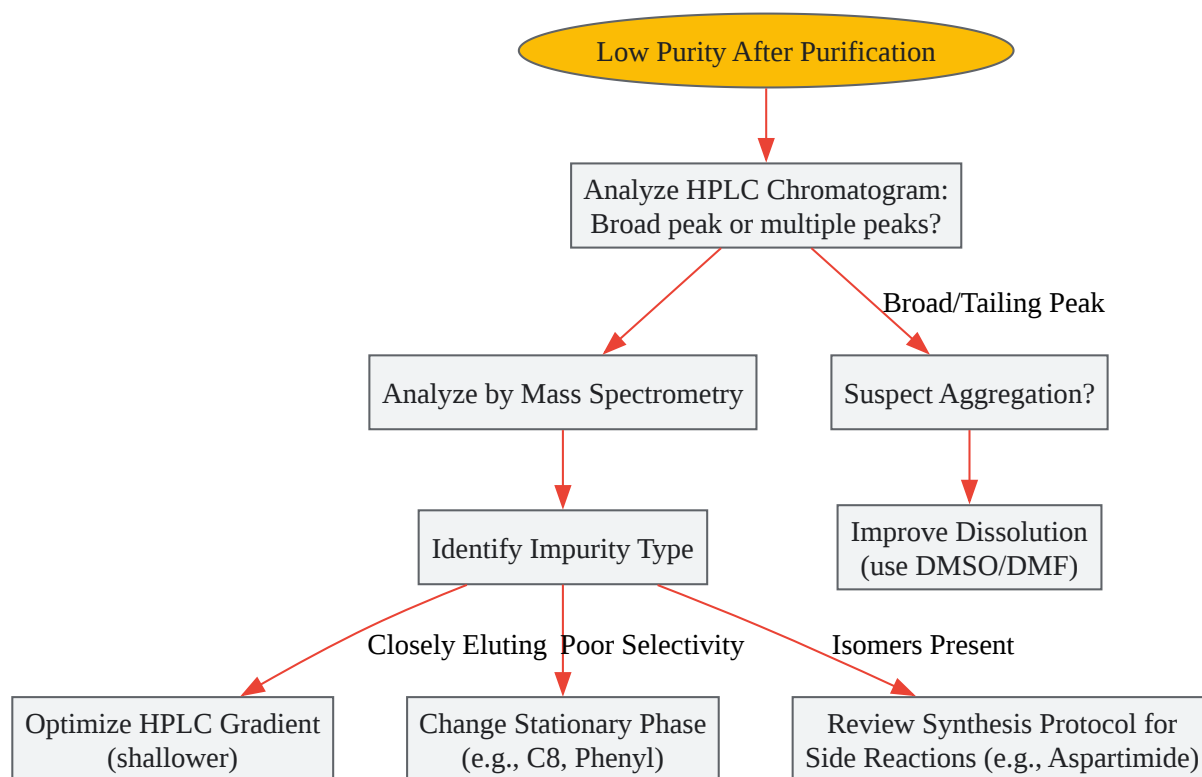 Low Purity After Purification
Analyze HPLC Chromatogram:
Broad peak or multiple peaks?
Broad/Tailing Peak
Analyze by Mass Spectrometry
Suspect Aggregation?
Identify Impurity Type
Improve Dissolution
(use DMSO/DMF)
Closely Eluting
Poor Selectivity
Isomers Present
Optimize HPLC Gradient
(shallower)
Change Stationary Phase
(e.g., C8, Phenyl)
Review Synthesis Protocol for
Side Reactions (e.g., Aspartimide)